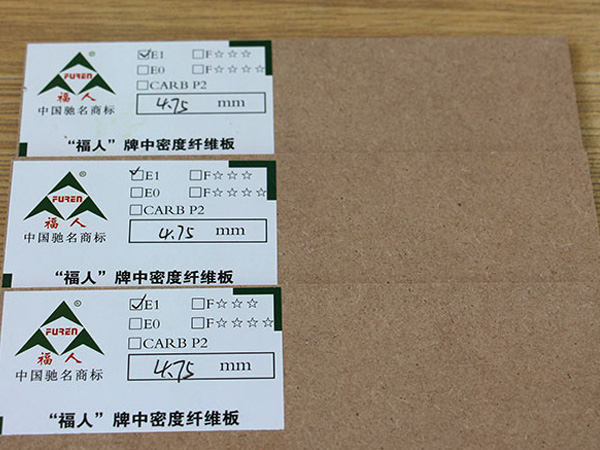 ®
☑E1 ☐F☆☆☆
FUREN
☐E0 ☐F☆☆☆☆
福人
☐CARB P2
中国驰名商标
4.75 mm
“福人”牌中密度纤维板
®
☑E1 ☐F☆☆☆
FUREN
☐E0 ☐F☆☆☆☆
福人
☐CARB P2
中国驰名商标
4.75 mm
“福人”牌中密度纤维板
®
☑E1 ☐F☆☆☆
FUREN
☐E0 ☐F☆☆☆☆
福人
☐CARB P2
中国驰名商标
4.75 mm
“福人”牌中密度纤维板